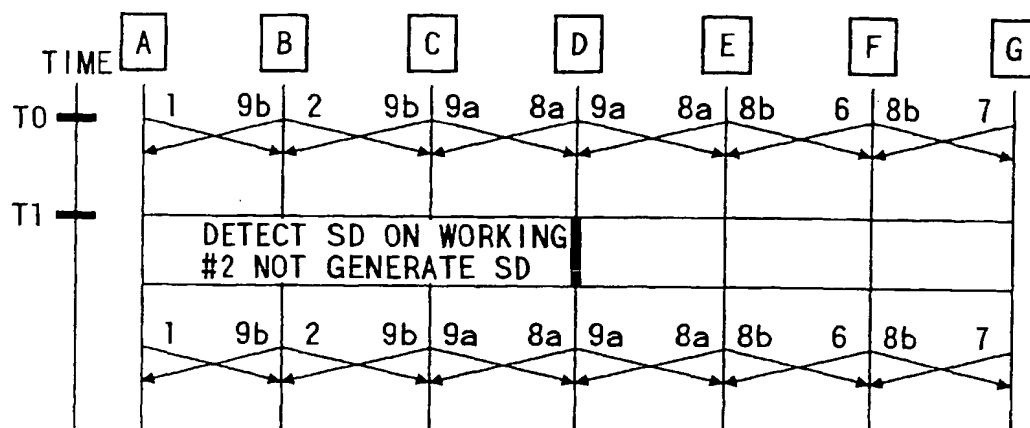 A B C D E F G
TIME
T0 1 9b 2 9b 9a 8a 9a 8a 8b 6 8b 7
T1
DETECT SD ON WORKING
#2 NOT GENERATE SD
1 9b 2 9b 9a 8a 9a 8a 8b 6 8b 7